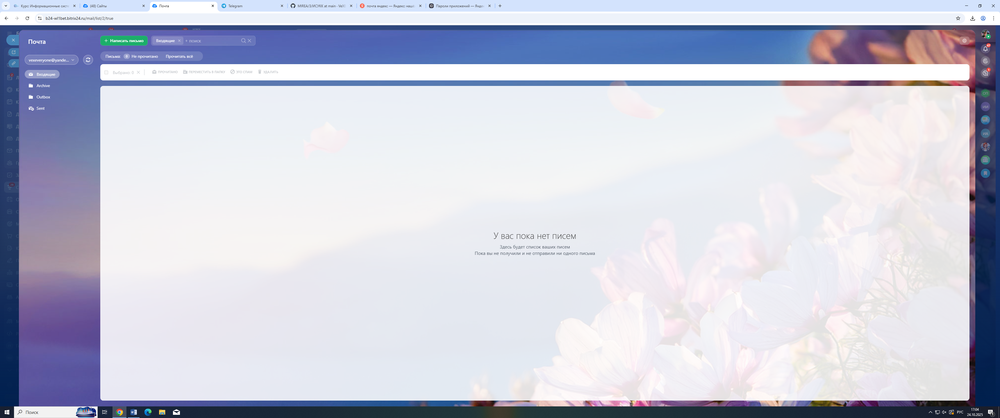 Курс: Информационные систе
(48) Сайты
Почта
Telegram
MIREA/3/ИСУКК at main · VeXE
почта яндекс — Яндекс: нашё
Пароли приложений — Яндек
b24-wl1bet.bitrix24.ru/mail/list/2/true
Почта
Написать письмо
Входящие
+ поиск
vexeveryone@yande...
Письма: 0 Не прочитано
Прочитать всё
Выбрано: 0
ПРОЧИТАНО
ПЕРЕМЕСТИТЬ В ПАПКУ
ЭТО СПАМ
УДАЛИТЬ
Входящие
Archive
Outbox
Sent
У вас пока нет писем
Здесь будет список ваших писем
Пока вы не получили и не отправили ни одного письма
47
1
ОП
ИИ
ИА
2
28
Поиск
РУС
17:04
24.10.2025
1